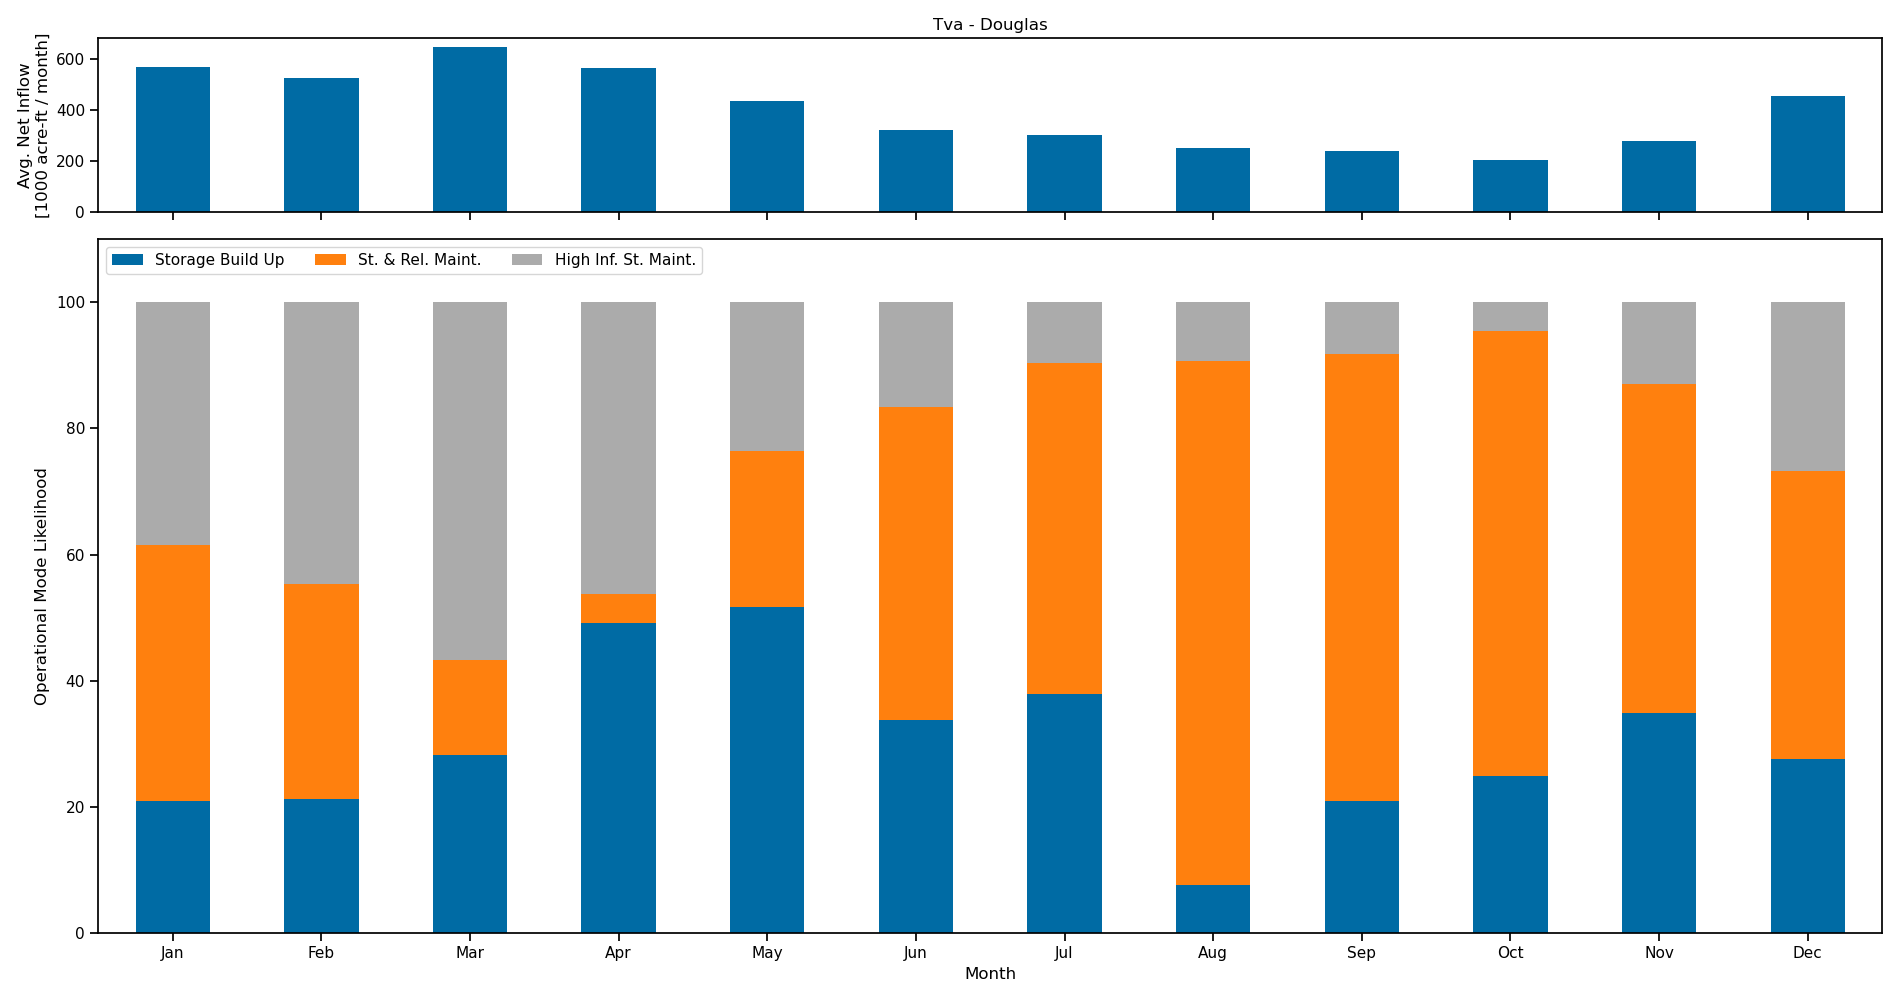 Tva - Douglas
Avg. Net Inflow
[1000 acre-ft / month]
600
400
200
0
Storage Build Up St. & Rel. Maint. High Inf. St. Maint.
Operational Mode Likelihood
100
80
60
40
20
0
Jan Feb Mar Apr May Jun Jul Aug Sep Oct Nov Dec
Month